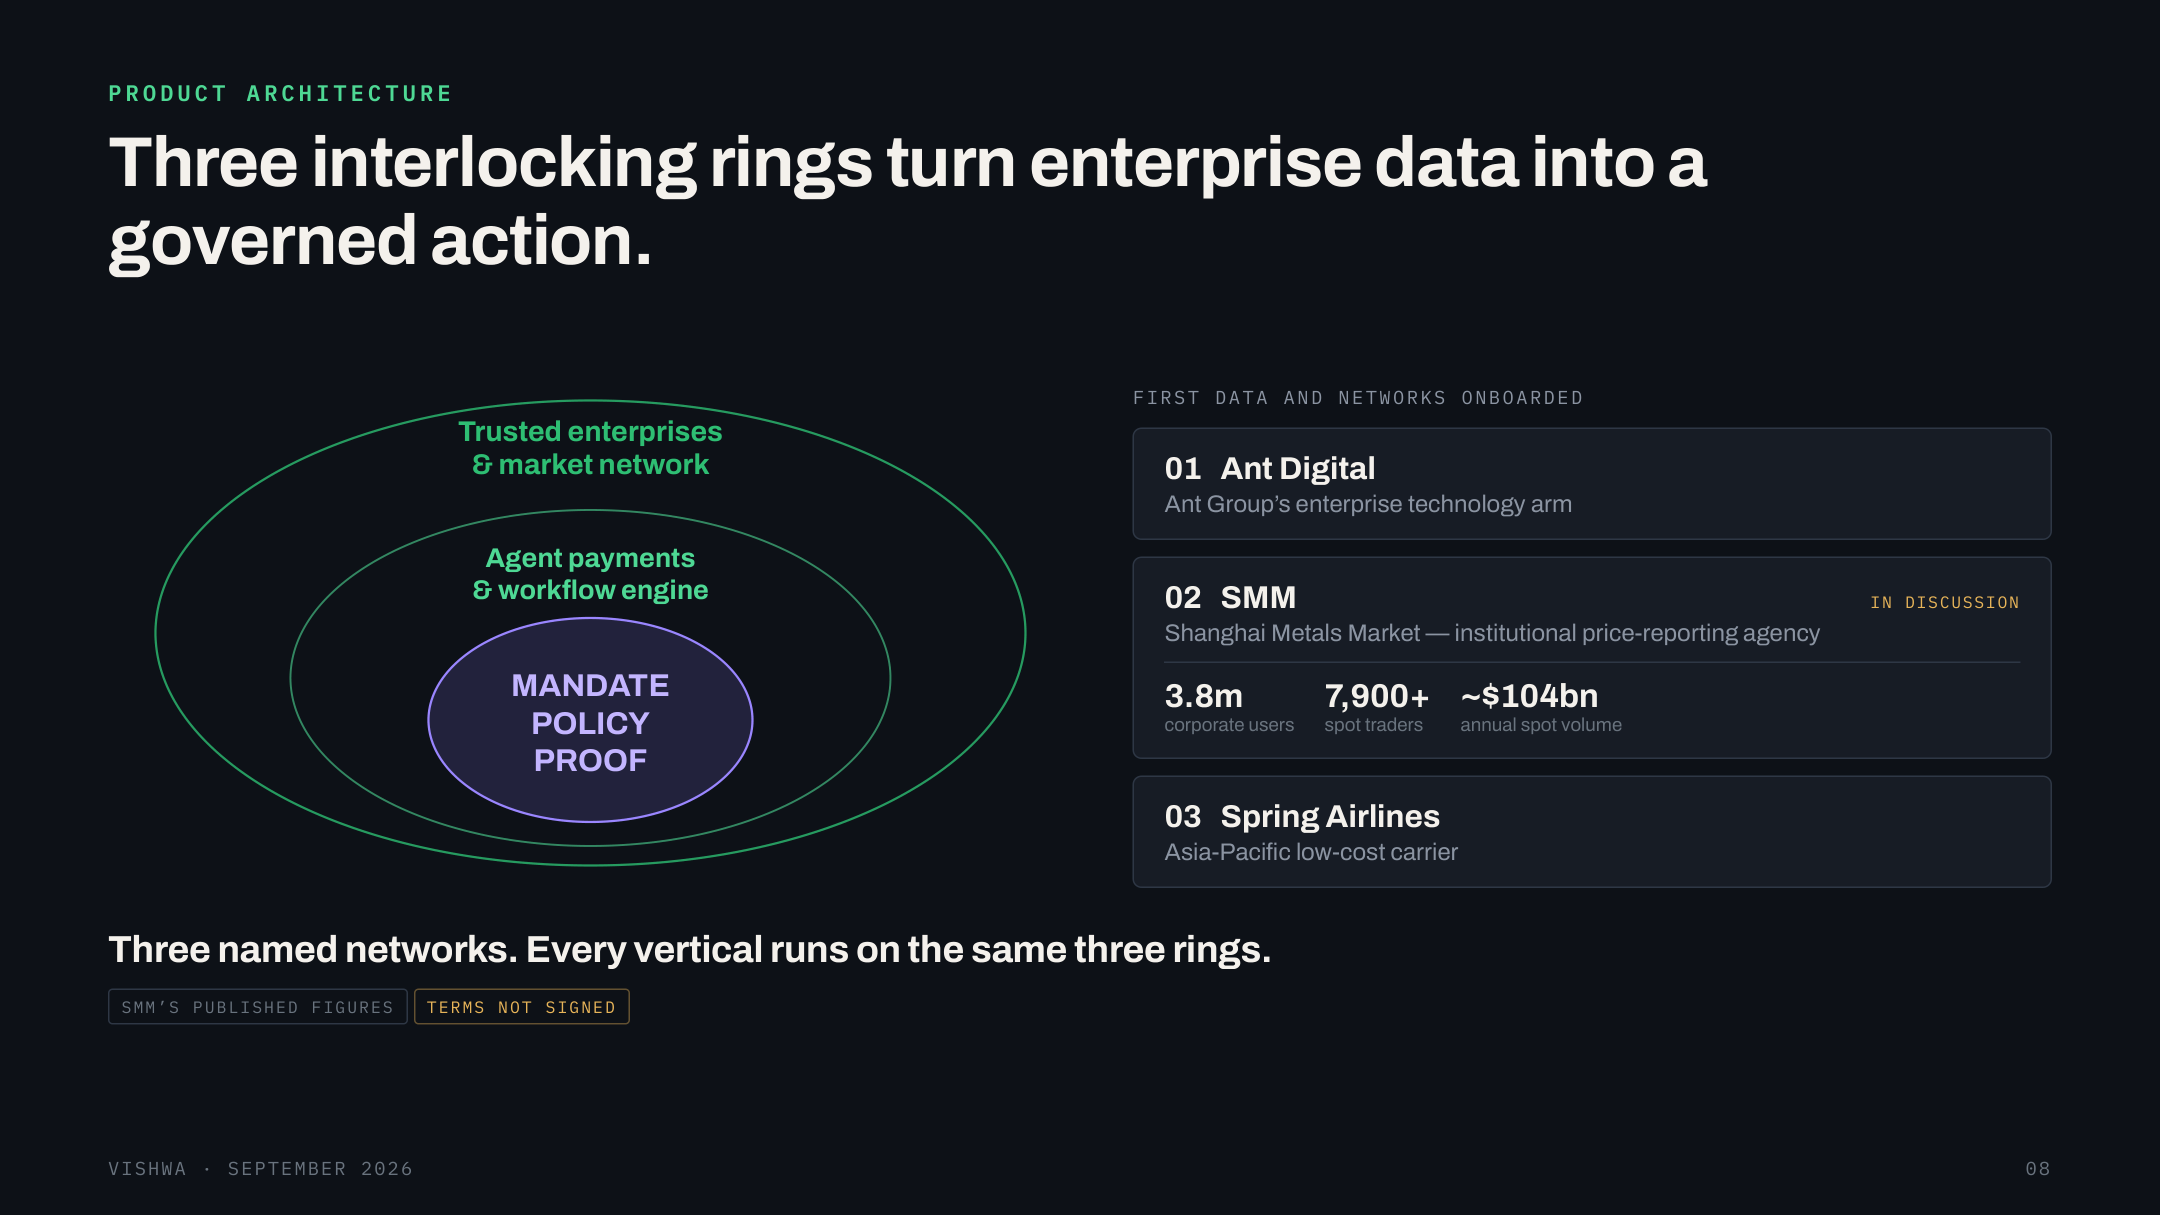 PRODUCT ARCHITECTURE
Three interlocking rings turn enterprise data into a
governed action.
Trusted enterprises
& market network
Agent payments
& workflow engine
MANDATE
POLICY
PROOF
FIRST DATA AND NETWORKS ONBOARDED
01 Ant Digital
Ant Group’s enterprise technology arm
02 SMM
IN DISCUSSION
Shanghai Metals Market — institutional price-reporting agency
3.8m 7,900+ ~$104bn
corporate users spot traders annual spot volume
03 Spring Airlines
Asia-Pacific low-cost carrier
Three named networks. Every vertical runs on the same three rings.
SMM’S PUBLISHED FIGURES TERMS NOT SIGNED
VISHWA · SEPTEMBER 2026
08